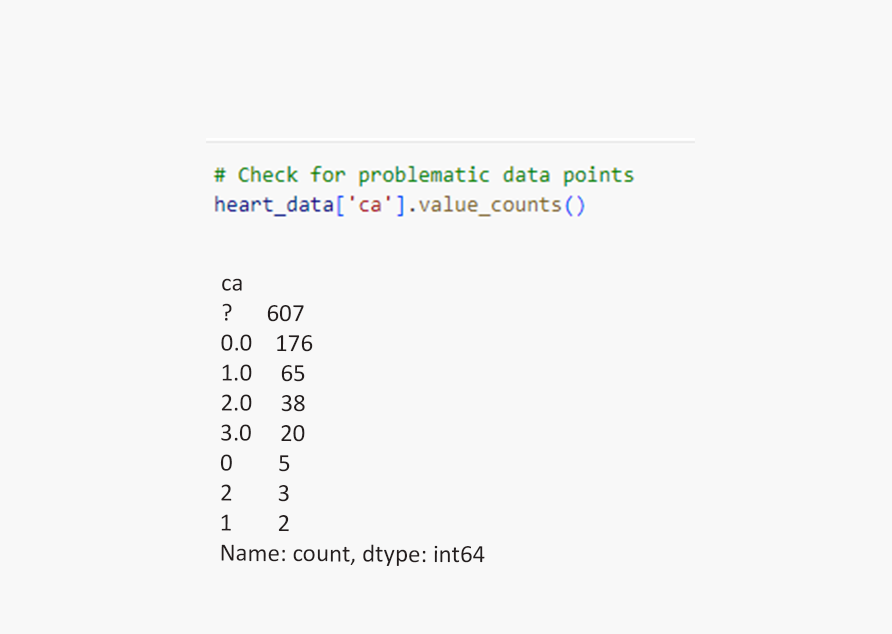 # Check for problematic data points
heart_data['ca'].value_counts()
ca
? 607
0.0 176
1.0 65
2.0 38
3.0 20
0 5
2 3
1 2
Name: count, dtype: int64